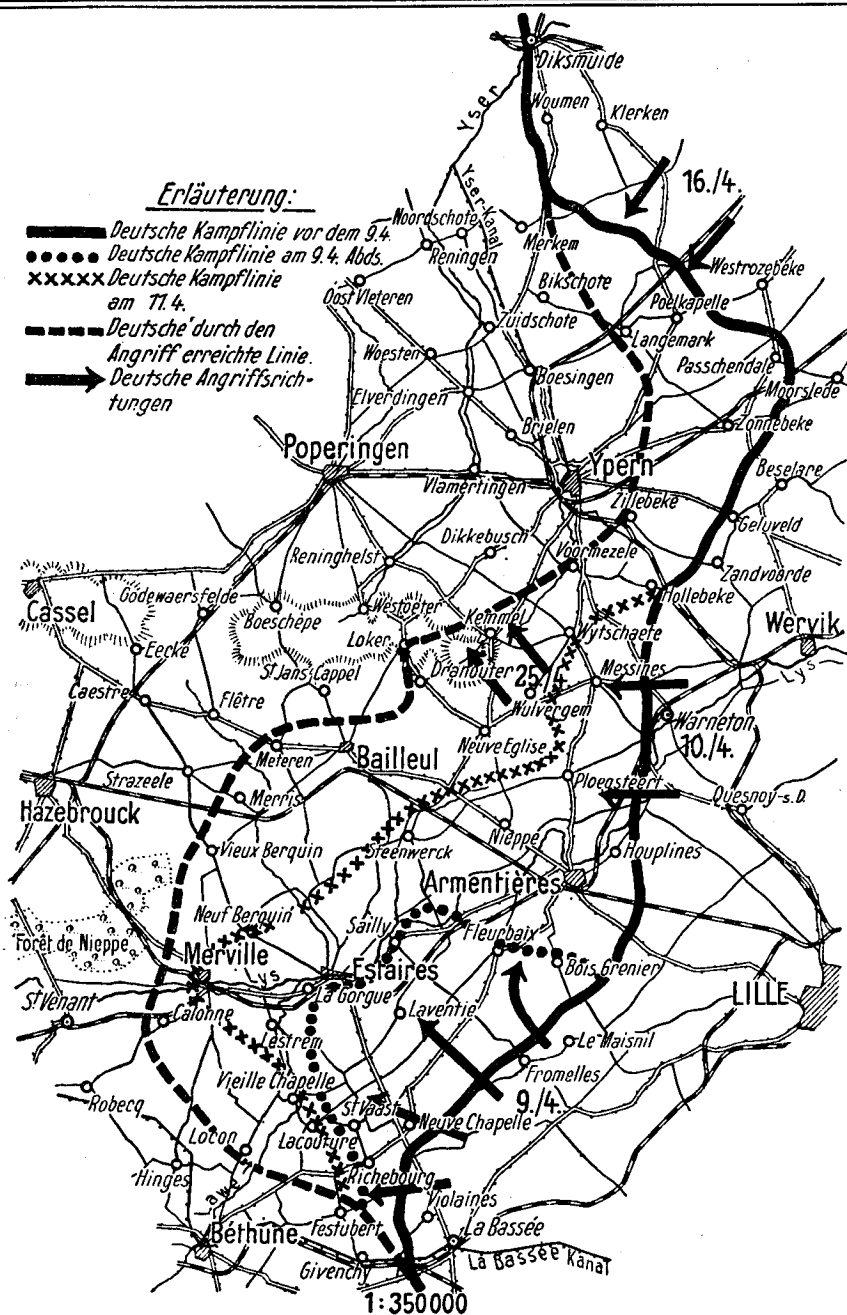 Diksmuide
Woumen
Klerken
Yser
Yser-Kanal
16./4.
Erläuterung:
Deutsche Kampflinie vor dem 9.4.
Deutsche Kampflinie am 9.4. Abds.
Deutsche Kampflinie
am 11.4.
Deutsche durch den
Angriff erreichte Linie.
Deutsche Angriffsrich-
tungen
Noordschote
Reningen
Merkem
Westrozebeke
Oost Vleteren
Bikschote
Poelkapelle
Zuidschote
Langemark
Woesten
Passchendale
Boesingen
Moorslede
Elverdingen
Zonnebeke
Brielen
Poperingen
Ypern
Vlamertingen
Beselare
Zillebeke
Geluveld
Dikkebusch
Reninghelst
Voormezele
Zandvoorde
Hollebeke
Cassel
Godewaersfelde
Boeschepe
Westoeter
Kemmel
Wytschaete
Wervik
Eecke
Loker
Lys
St Jans Cappel
Dranouter
25.
Messines
Caestre
Flêtre
Wulvergem
Warneton
10./4.
Neuve Eglise
Meteren
Bailleul
Strazeele
Ploegsteert
Hazebrouck
Merris
Quesnoy-s.D.
Nieppe
Vieux Berquin
Steenwerck
Houplines
Armentières
Neuf Berquin
Sailly
Fleurbaix
Forêt de Nieppe
Merville
Lys
Estaires
Bois Grenier
LILLE
St Venant
La Gorgue
Calonne
Laventie
Lestrem
Le Maisnil
Fromelles
Vieille Chapelle
9./4.
Robecq
St Vaast
Neuve Chapelle
Locon
Lacouture
Hinges
Lawe
Richebourg
Violaines
Festubert
Béthune
La Bassée
Givenchy
La Bassée Kanal
1:350000